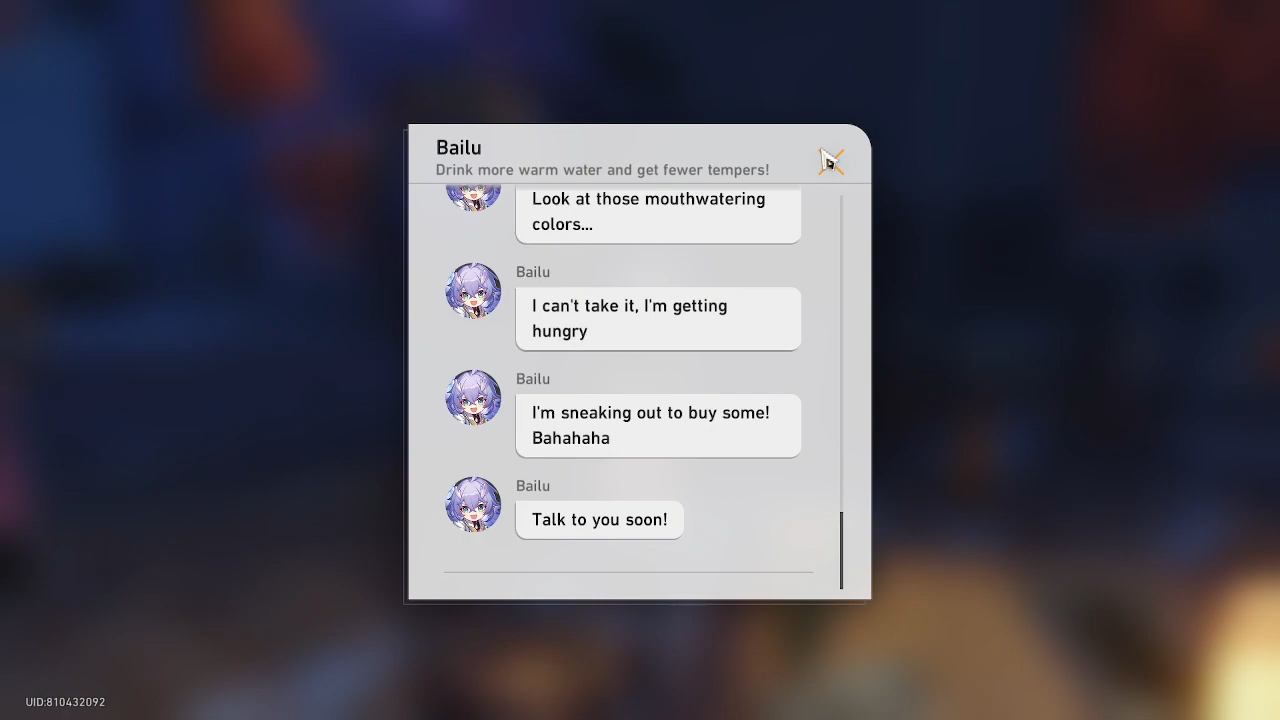 Bailu
Drink more warm water and get fewer tempers!
Look at those mouthwatering
colors...
Bailu
I can't take it, I'm getting
hungry
Bailu
I'm sneaking out to buy some!
Bahahaha
Bailu
Talk to you soon!
UID:810432092